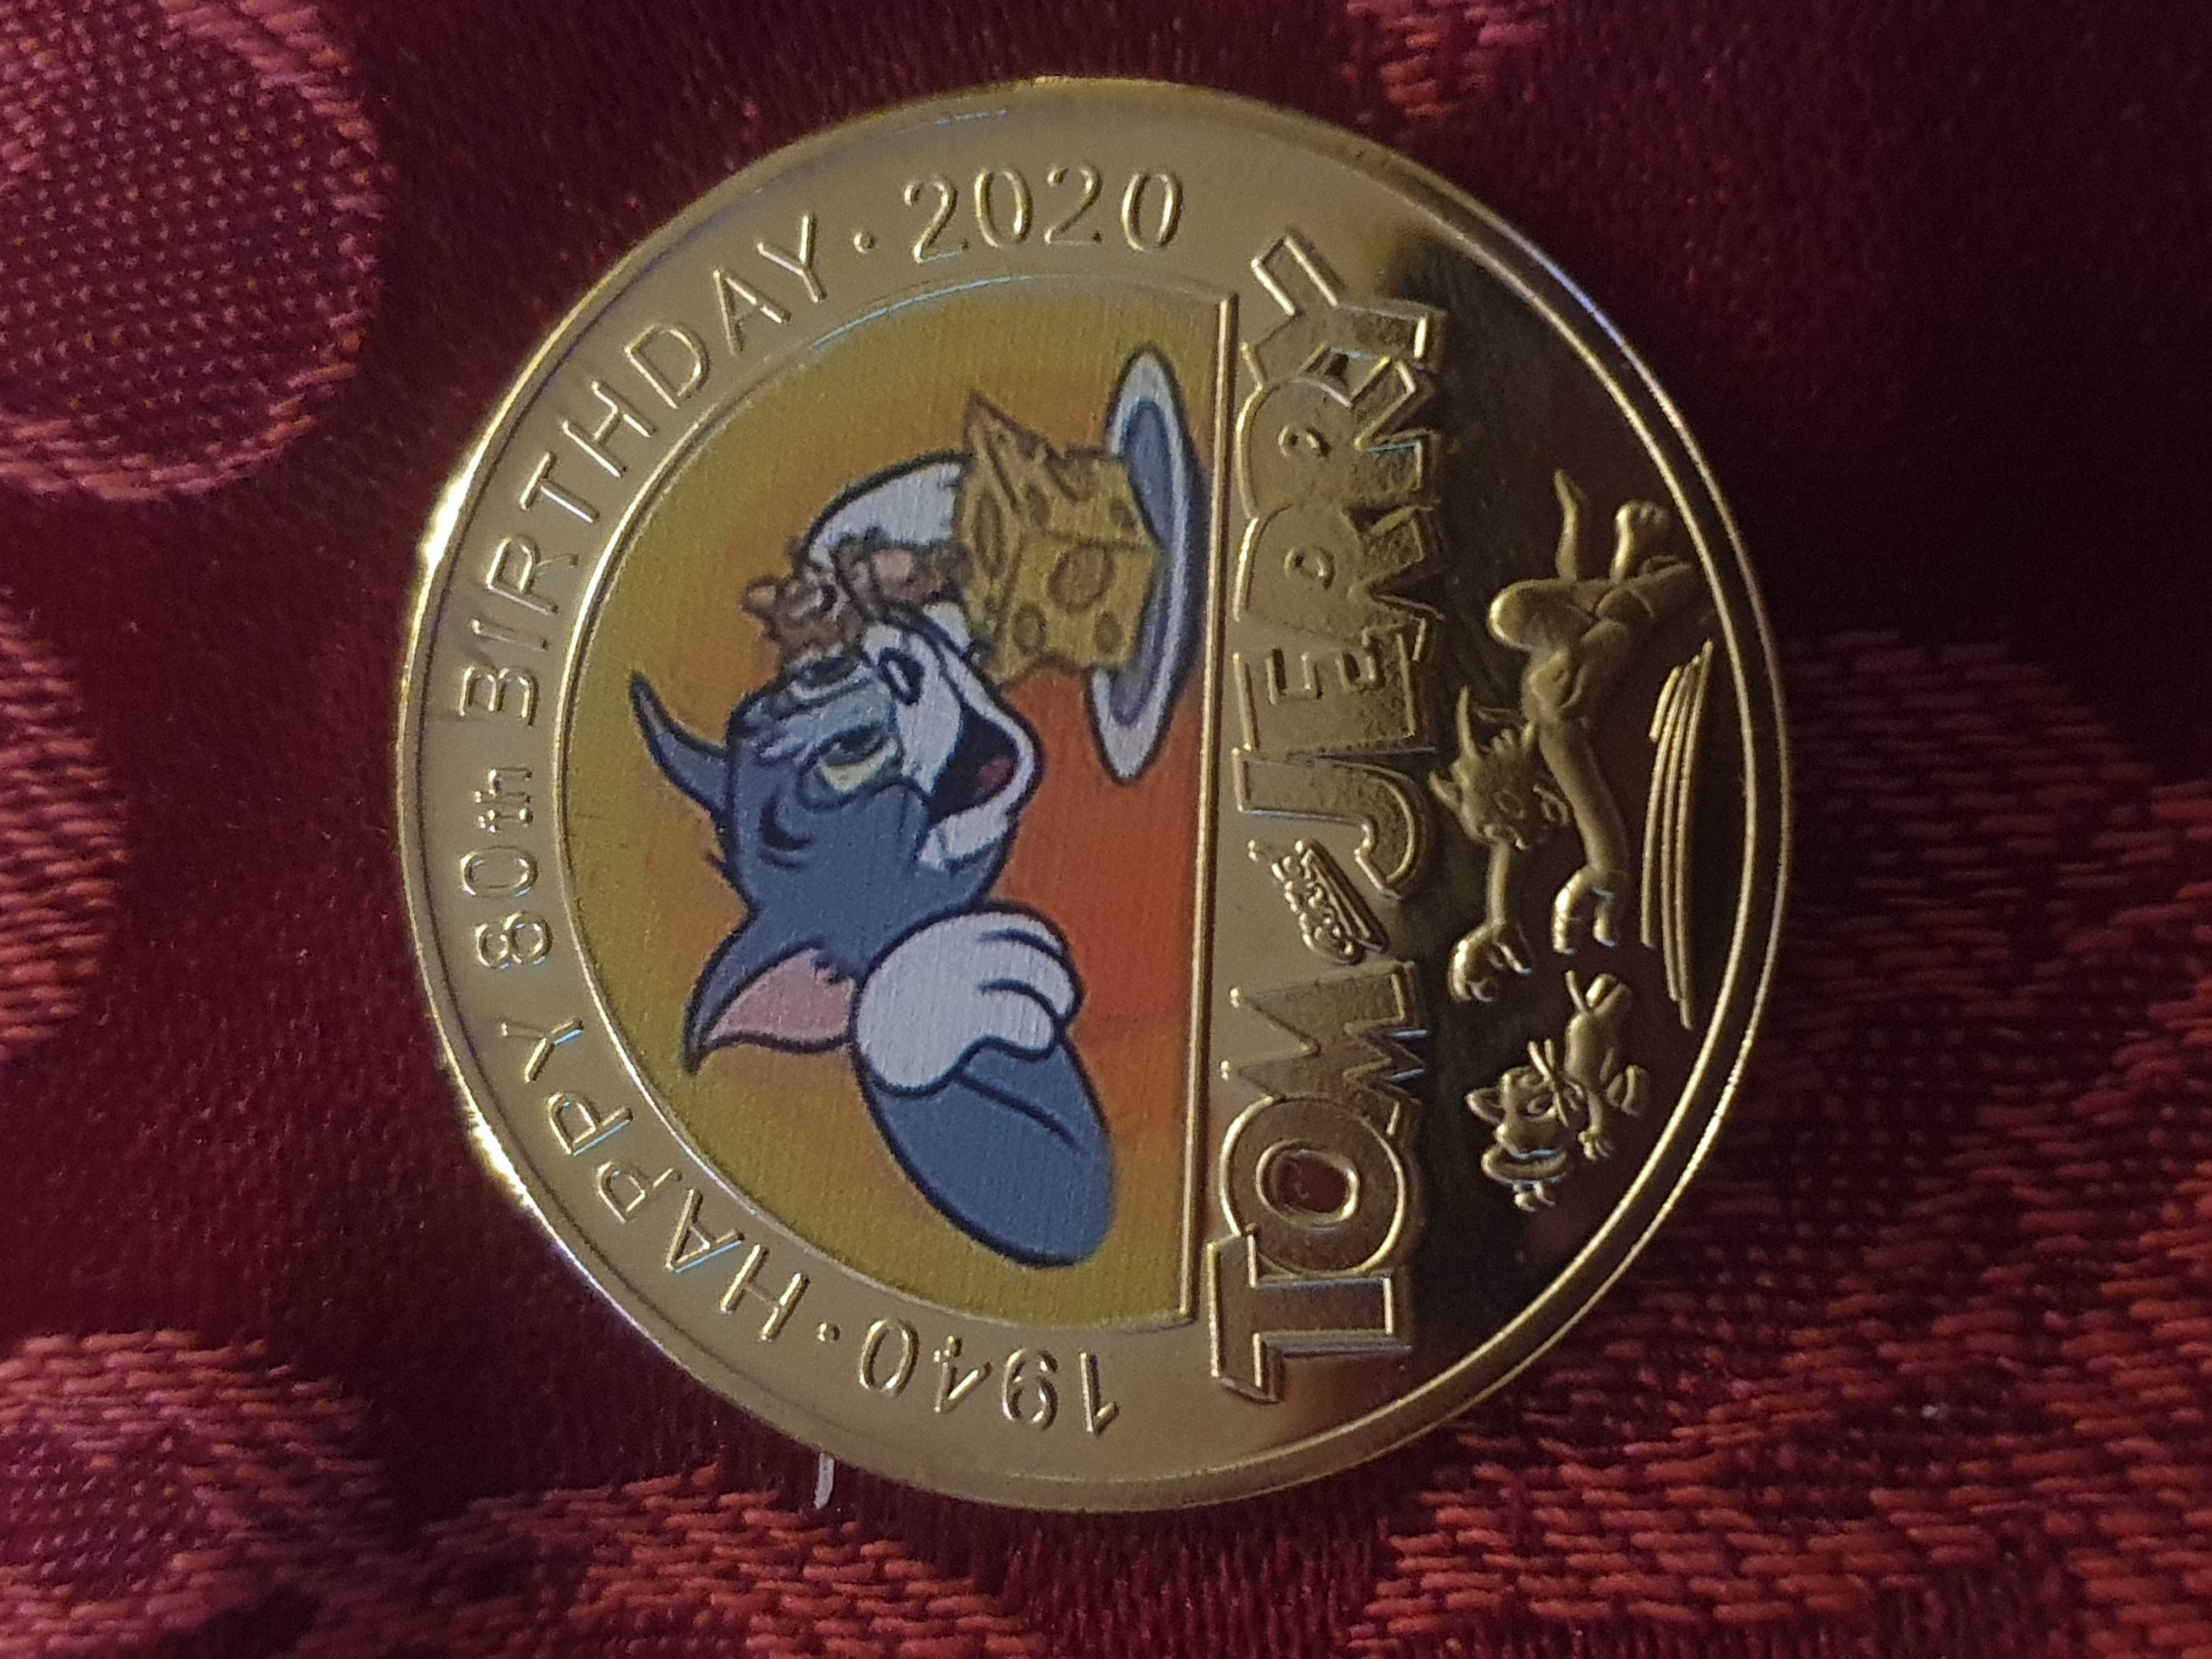 1940 · HAPPY 80th BIRTHDAY · 2020
TOM and JERRY